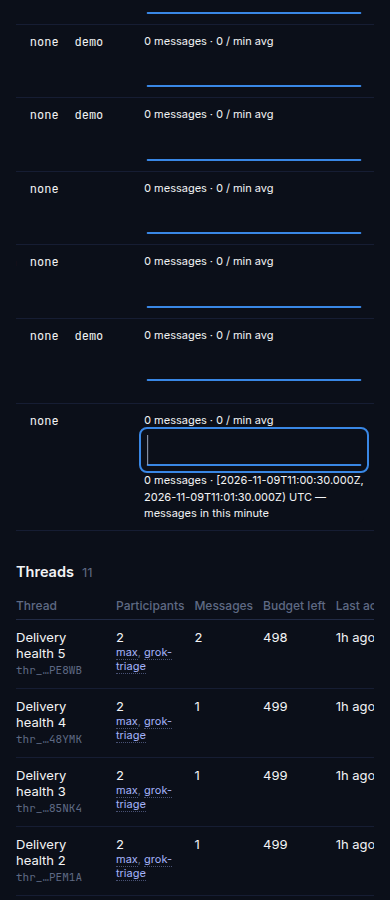 none demo 0 messages · 0 / min avg
none demo 0 messages · 0 / min avg
none 0 messages · 0 / min avg
none 0 messages · 0 / min avg
none demo 0 messages · 0 / min avg
none 0 messages · 0 / min avg
0 messages · [2026-11-09T11:00:30.000Z,
2026-11-09T11:01:30.000Z) UTC —
messages in this minute
Threads 11
Thread Participants Messages Budget left Last ac
Delivery health 5
thr_…PE8WB
2
max, grok-
triage
2
498
1h ago
Delivery health 4
thr_…48YMK
2
max, grok-
triage
1
499
1h ago
Delivery health 3
thr_…85NK4
2
max, grok-
triage
1
499
1h ago
Delivery health 2
thr_…PEM1A
2
max, grok-
triage
1
499
1h ago